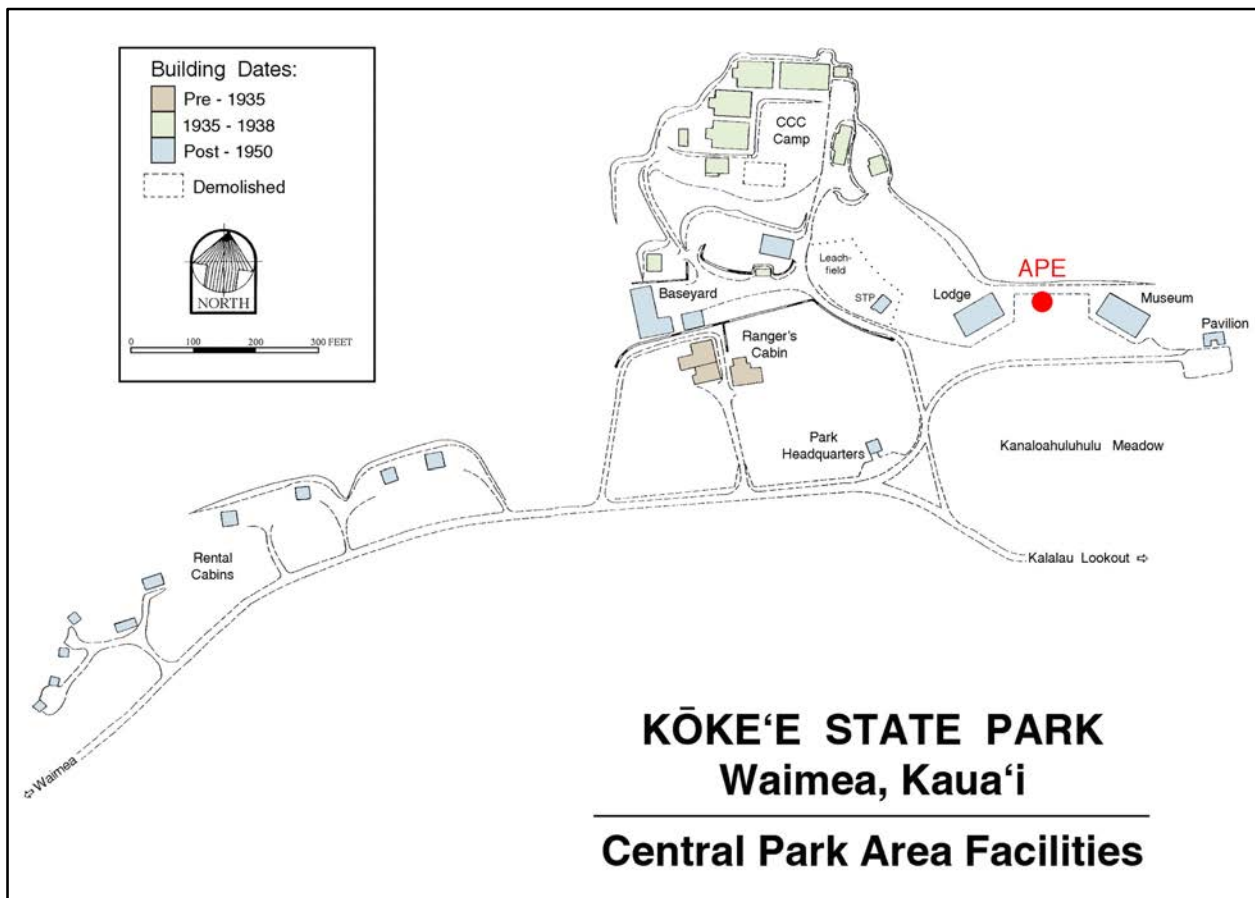 Building Dates:
Pre - 1935
1935 - 1938
Post - 1950
Demolished
NORTH
0 100 200 300 FEET
CCC
Camp
Leach-
field
STP
APE
Lodge
Museum
Pavilion
Baseyard
Ranger's
Cabin
Park
Headquarters
Kanaloahuluhulu Meadow
Kalalau Lookout ⇨
Rental
Cabins
⇦ Waimea
KŌKE‘E STATE PARK
Waimea, Kaua‘i
Central Park Area Facilities